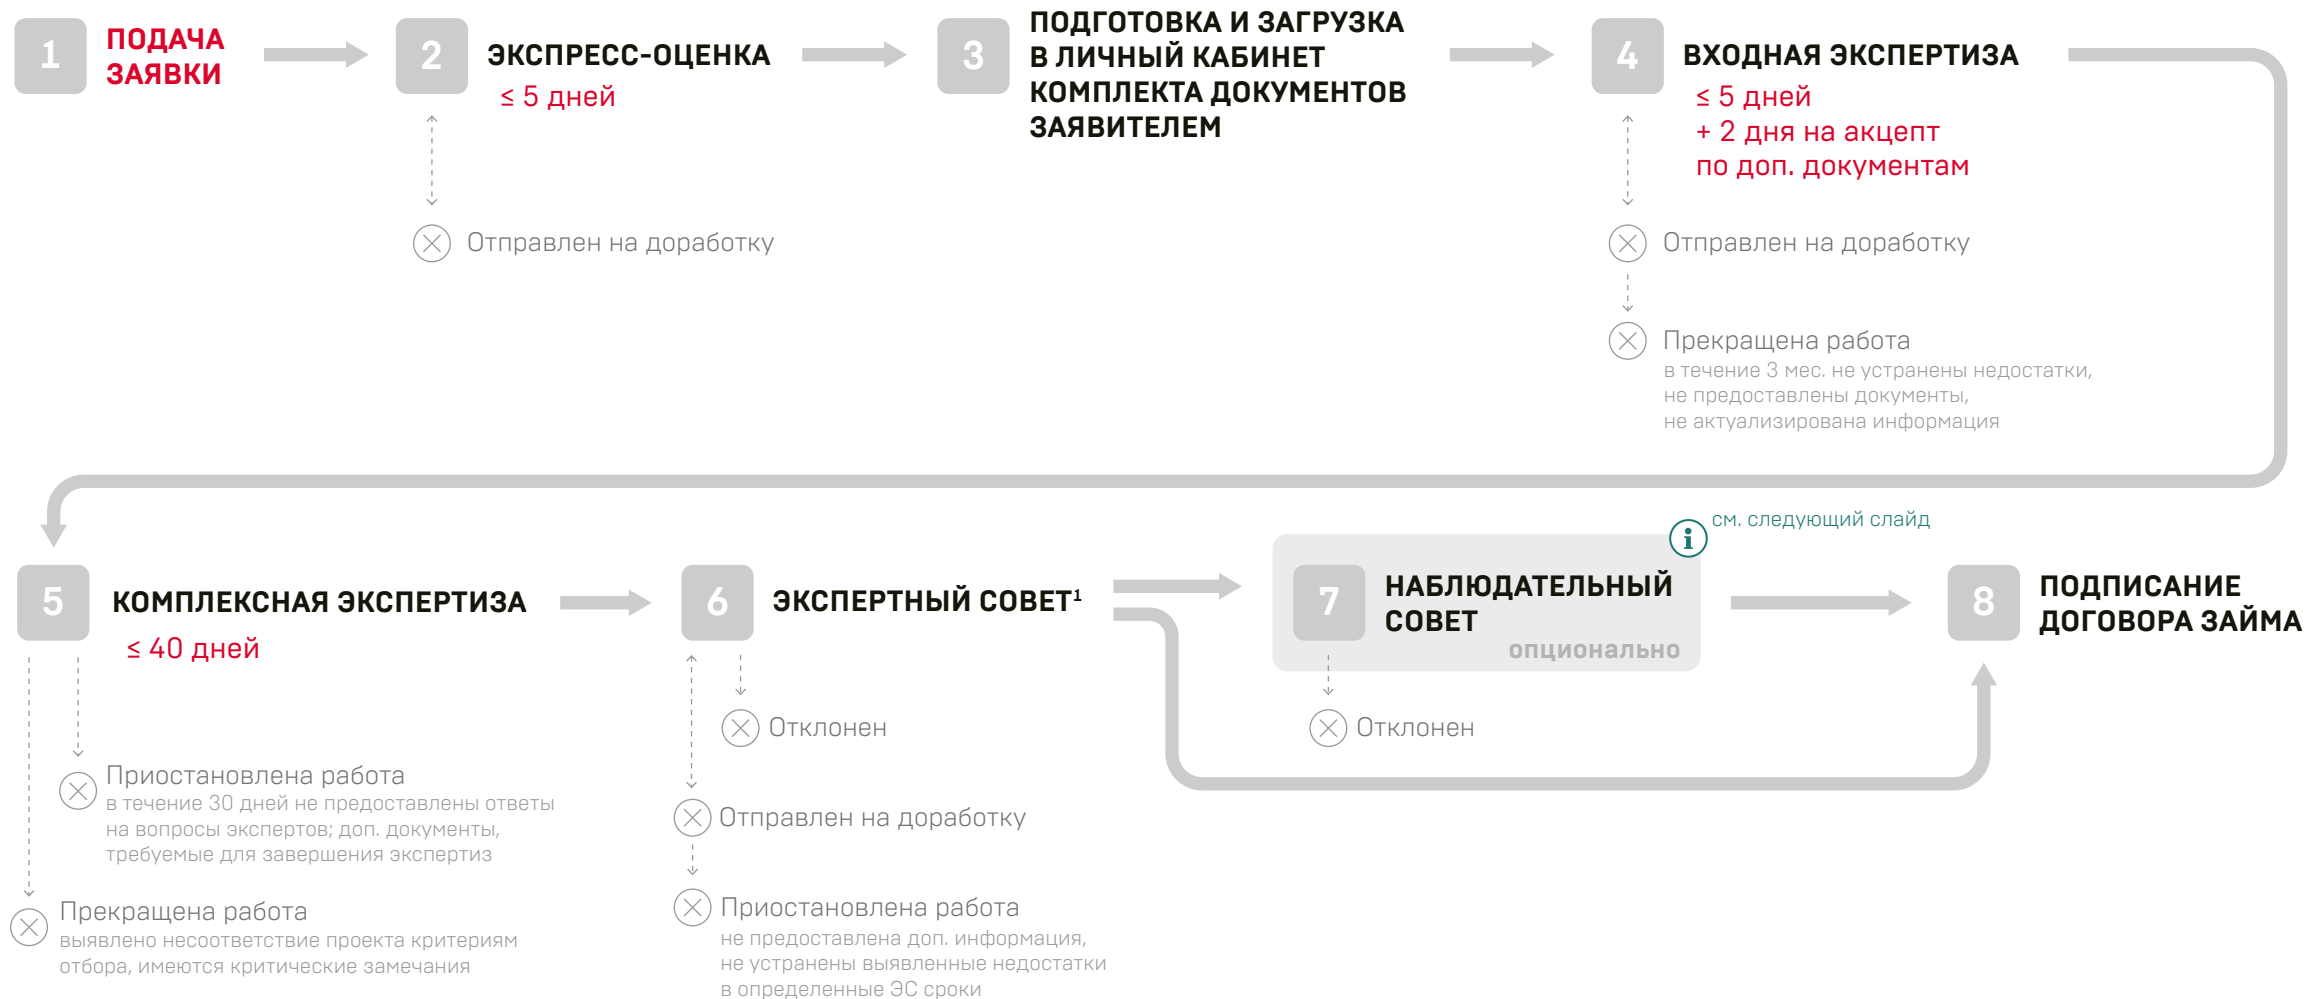 1
ПОДАЧА
ЗАЯВКИ
2
ЭКСПРЕСС-ОЦЕНКА
≤ 5 дней
Отправлен на доработку
3
ПОДГОТОВКА И ЗАГРУЗКА
В ЛИЧНЫЙ КАБИНЕТ
КОМПЛЕКТА ДОКУМЕНТОВ
ЗАЯВИТЕЛЕМ
4
ВХОДНАЯ ЭКСПЕРТИЗА
≤ 5 дней
+ 2 дня на акцепт
по доп. документам
Отправлен на доработку
Прекращена работа
в течение 3 мес. не устранены недостатки,
не предоставлены документы,
не актуализирована информация
5
КОМПЛЕКСНАЯ ЭКСПЕРТИЗА
≤ 40 дней
Приостановлена работа
в течение 30 дней не предоставлены ответы
на вопросы экспертов; доп. документы,
требуемые для завершения экспертиз
Прекращена работа
выявлено несоответствие проекта критериям
отбора, имеются критические замечания
6
ЭКСПЕРТНЫЙ СОВЕТ¹
Отклонен
Отправлен на доработку
Приостановлена работа
не предоставлена доп. информация,
не устранены выявленные недостатки
в определенные ЭС сроки
i
см. следующий слайд
7
НАБЛЮДАТЕЛЬНЫЙ
СОВЕТ
опционально
Отклонен
8
ПОДПИСАНИЕ
ДОГОВОРА ЗАЙМА